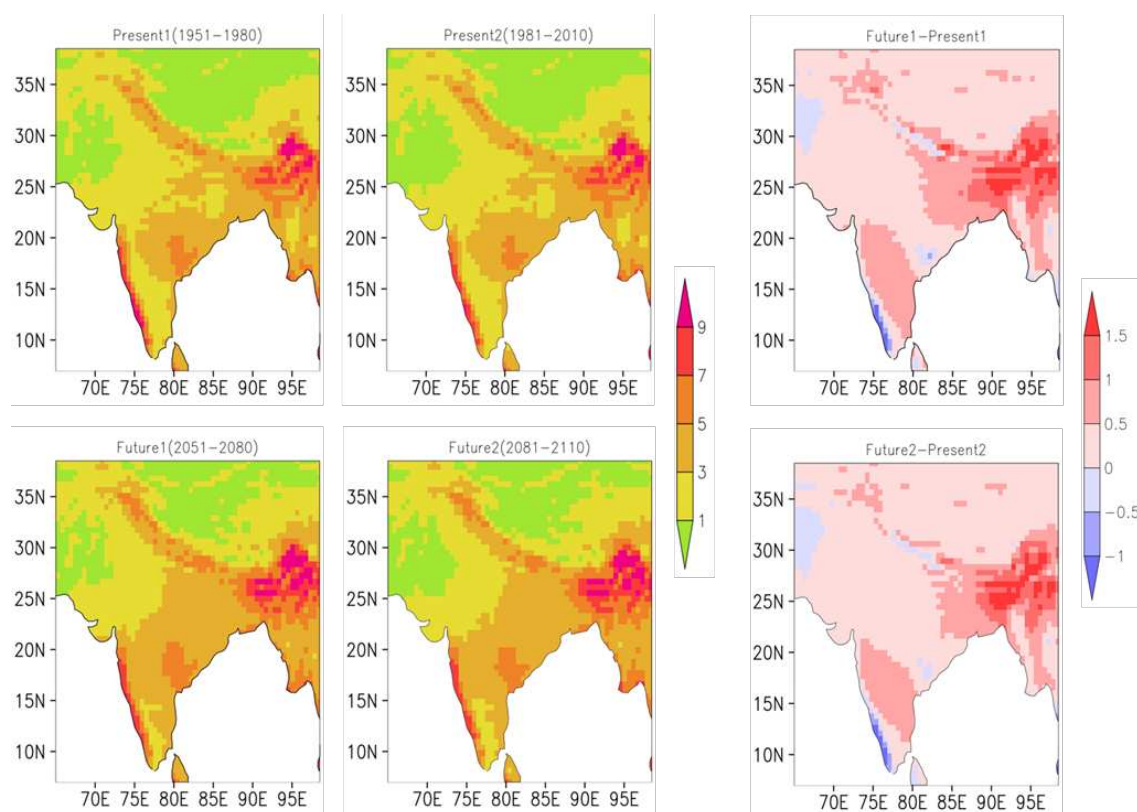 Present1(1951−1980)
35N
30N
25N
20N
15N
10N
70E 75E 80E 85E 90E 95E
Present2(1981−2010)
35N
30N
25N
20N
15N
10N
70E 75E 80E 85E 90E 95E
Future1−Present1
35N
30N
25N
20N
15N
10N
70E 75E 80E 85E 90E 95E
9
7
5
3
1
1.5
1
0.5
0
−0.5
−1
Future1(2051−2080)
35N
30N
25N
20N
15N
10N
70E 75E 80E 85E 90E 95E
Future2(2081−2110)
35N
30N
25N
20N
15N
10N
70E 75E 80E 85E 90E 95E
Future2−Present2
35N
30N
25N
20N
15N
10N
70E 75E 80E 85E 90E 95E